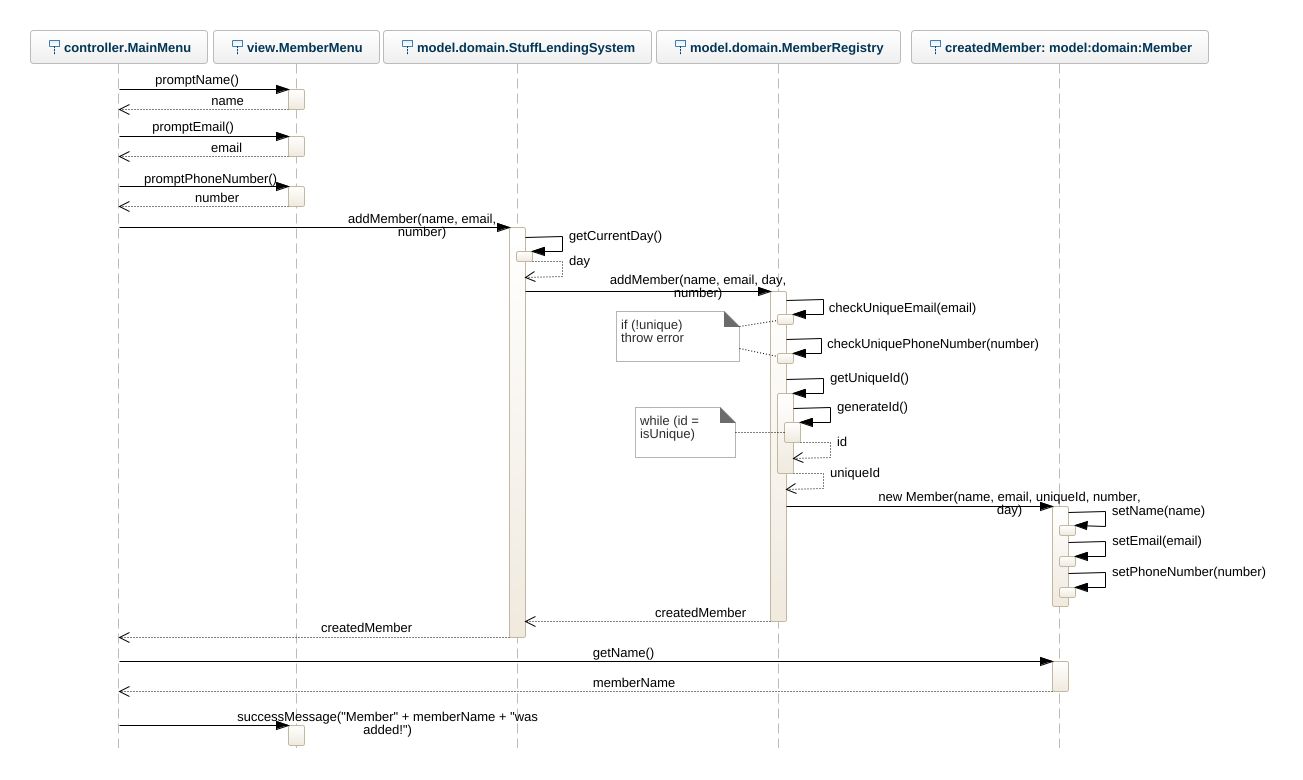 controller.MainMenu
view.MemberMenu
model.domain.StuffLendingSystem
model.domain.MemberRegistry
createdMember: model:domain:Member
promptName()
name
promptEmail()
email
promptPhoneNumber()
number
addMember(name, email,
number)
getCurrentDay()
day
addMember(name, email, day,
number)
checkUniqueEmail(email)
if (!unique)
throw error
checkUniquePhoneNumber(number)
getUniqueId()
generateId()
while (id =
isUnique)
id
uniqueId
new Member(name, email, uniqueId, number,
day)
setName(name)
setEmail(email)
setPhoneNumber(number)
createdMember
createdMember
getName()
memberName
successMessage("Member" + memberName + "was
added!")